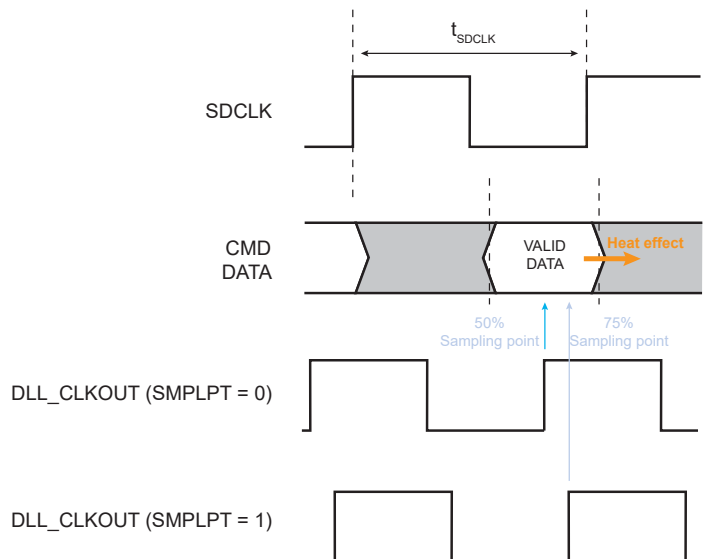 tSDCLK
SDCLK
CMD
DATA
VALID
DATA
Heat effect
50%
Sampling point
75%
Sampling point
DLL_CLKOUT (SMPLPT = 0)
DLL_CLKOUT (SMPLPT = 1)